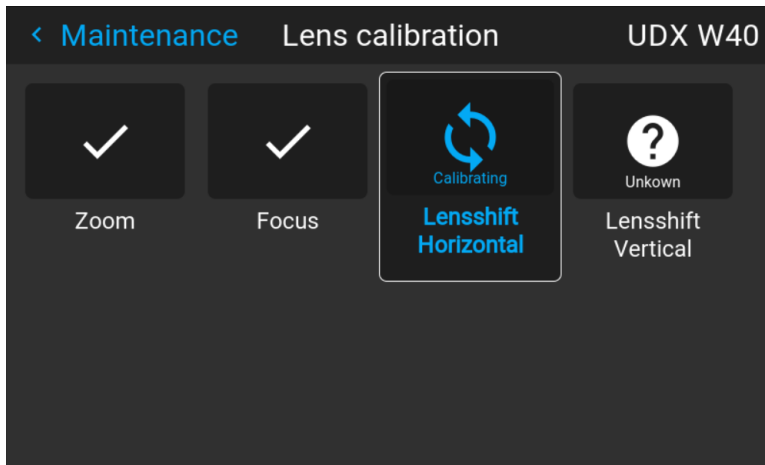 Maintenance Lens calibration UDX W40
Calibrating
Unkown
Zoom
Focus
Lensshift
Horizontal
Lensshift
Vertical